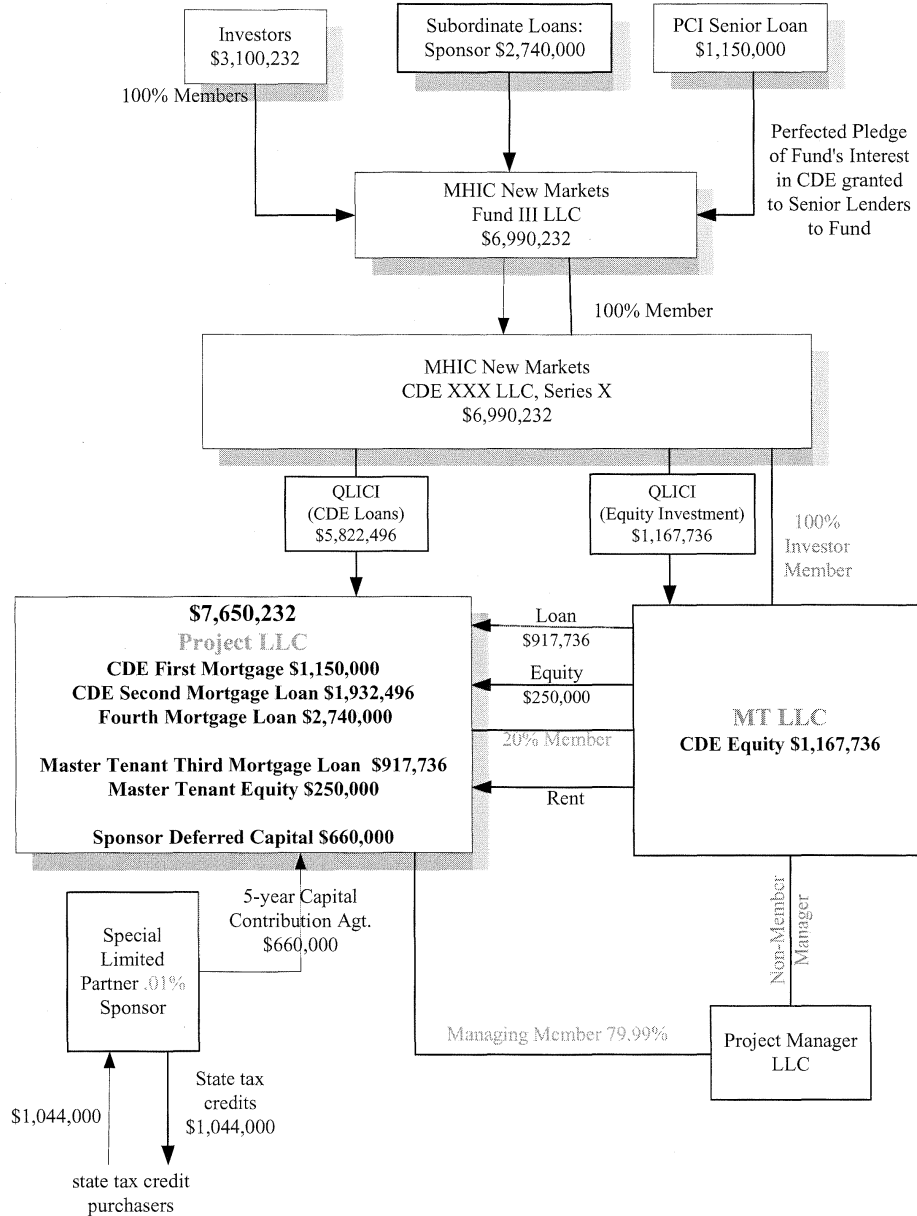 Investors
$3,100,232
Subordinate Loans:
Sponsor $2,740,000
PCI Senior Loan
$1,150,000
100% Members
Perfected Pledge
of Fund's Interest
in CDE granted
to Senior Lenders
to Fund
MHIC New Markets
Fund III LLC
$6,990,232
100% Member
MHIC New Markets
CDE XXX LLC, Series X
$6,990,232
QLICI
(CDE Loans)
$5,822,496
QLICI
(Equity Investment)
$1,167,736
100%
Investor
Member
$7,650,232
Project LLC
CDE First Mortgage $1,150,000
CDE Second Mortgage Loan $1,932,496
Fourth Mortgage Loan $2,740,000
Master Tenant Third Mortgage Loan $917,736
Master Tenant Equity $250,000
Sponsor Deferred Capital $660,000
Loan
$917,736
Equity
$250,000
20% Member
Rent
MT LLC
CDE Equity $1,167,736
5-year Capital
Contribution Agt.
$660,000
Special
Limited
Partner .01%
Sponsor
Non-Member
Manager
Managing Member 79.99%
Project Manager
LLC
$1,044,000
State tax
credits
$1,044,000
state tax credit
purchasers